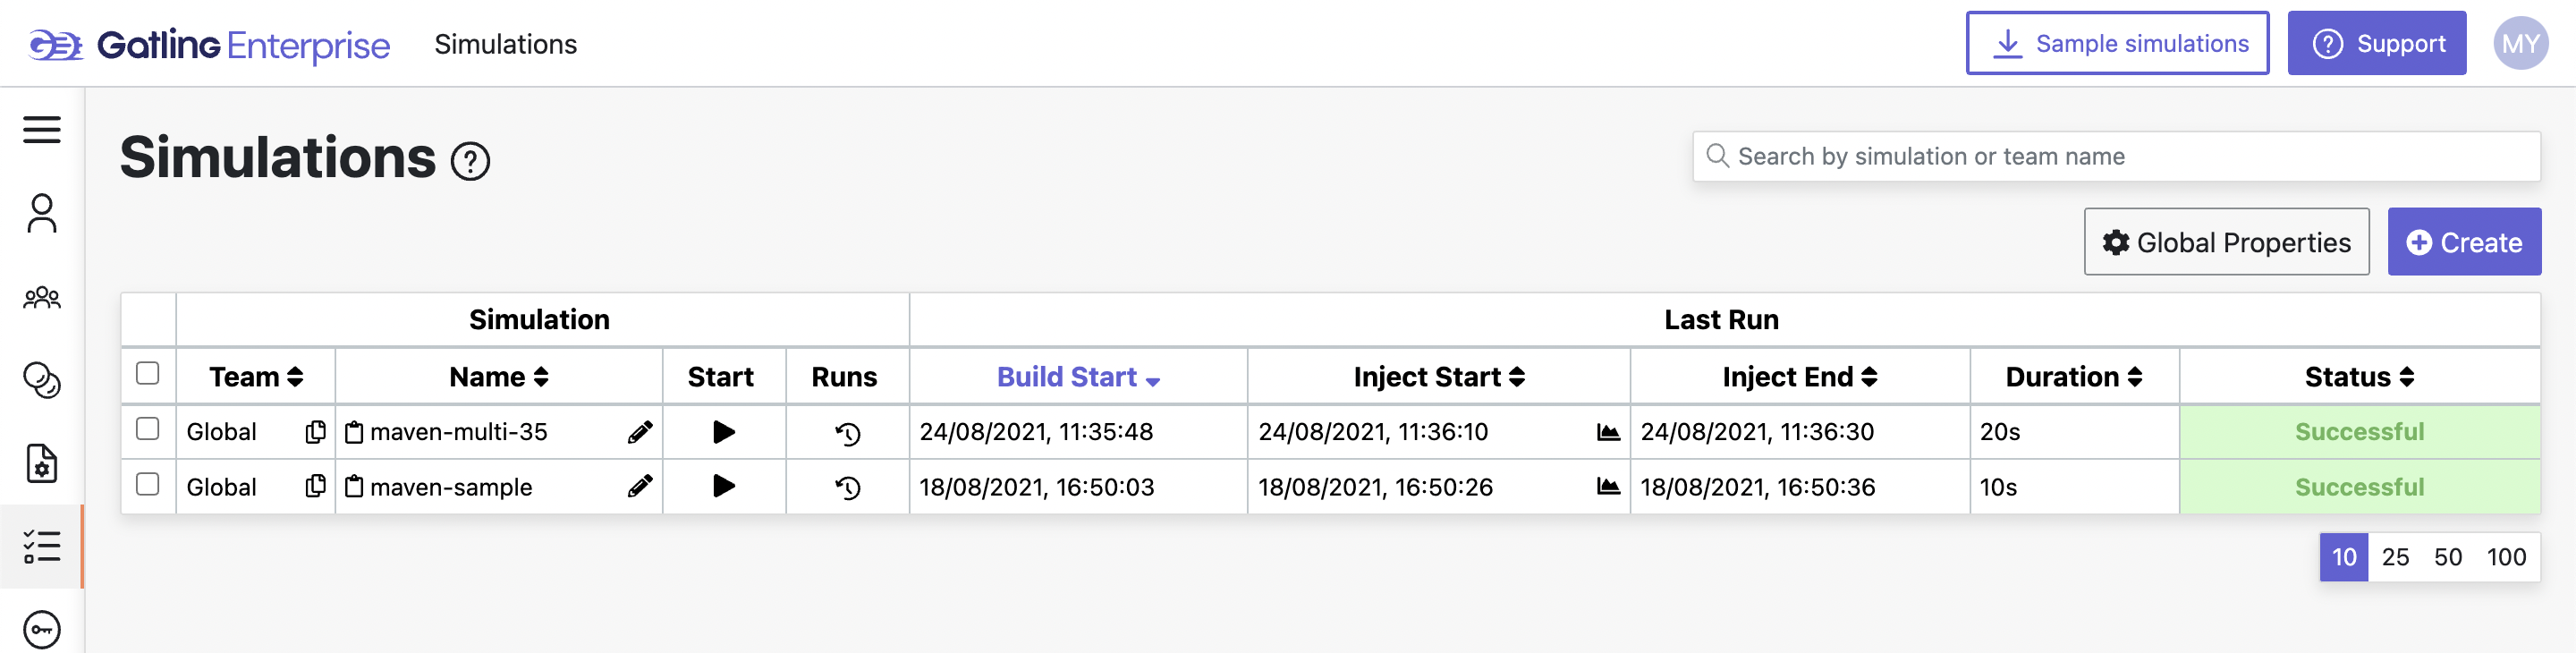 Gatling Enterprise Simulations Sample simulations Support MY
Simulations Search by simulation or team name
Global Properties Create
Simulation Last Run
Team Name Start Runs Build Start Inject Start Inject End Duration Status
Global maven-multi-35 24/08/2021, 11:35:48 24/08/2021, 11:36:10 24/08/2021, 11:36:30 20s Successful
Global maven-sample 18/08/2021, 16:50:03 18/08/2021, 16:50:26 18/08/2021, 16:50:36 10s Successful
10 25 50 100